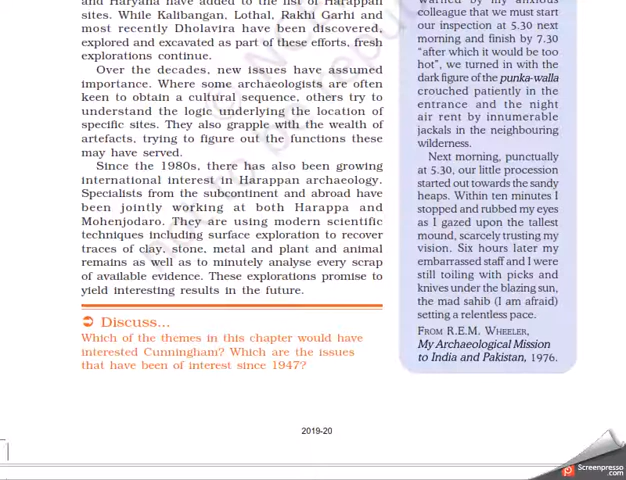 and Haryana have added to the list of Harappan
sites. While Kalibangan, Lothal, Rakhi Garhi and
most recently Dholavira have been discovered,
explored and excavated as part of these efforts, fresh
explorations continue.
Over the decades, new issues have assumed
importance. Where some archaeologists are often
keen to obtain a cultural sequence, others try to
understand the logic underlying the location of
specific sites. They also grapple with the wealth of
artefacts, trying to figure out the functions these
may have served.
Since the 1980s, there has also been growing
international interest in Harappan archaeology.
Specialists from the subcontinent and abroad have
been jointly working at both Harappa and
Mohenjodaro. They are using modern scientific
techniques including surface exploration to recover
traces of clay, stone, metal and plant and animal
remains as well as to minutely analyse every scrap
of available evidence. These explorations promise to
yield interesting results in the future.
Discuss...
Which of the themes in this chapter would have
interested Cunningham? Which are the issues
that have been of interest since 1947?
Warned by my anxious
colleague that we must start
our inspection at 5.30 next
morning and finish by 7.30
"after which it would be too
hot", we turned in with the
dark figure of the punka-walla
crouched patiently in the
entrance and the night
air rent by innumerable
jackals in the neighbouring
wilderness.
Next morning, punctually
at 5.30, our little procession
started out towards the sandy
heaps. Within ten minutes I
stopped and rubbed my eyes
as I gazed upon the tallest
mound, scarcely trusting my
vision. Six hours later my
embarrassed staff and I were
still toiling with picks and
knives under the blazing sun,
the mad sahib (I am afraid)
setting a relentless pace.
FROM R.E.M. WHEELER,
My Archaeological Mission
to India and Pakistan, 1976.
2019-20
Screenpresso
.com